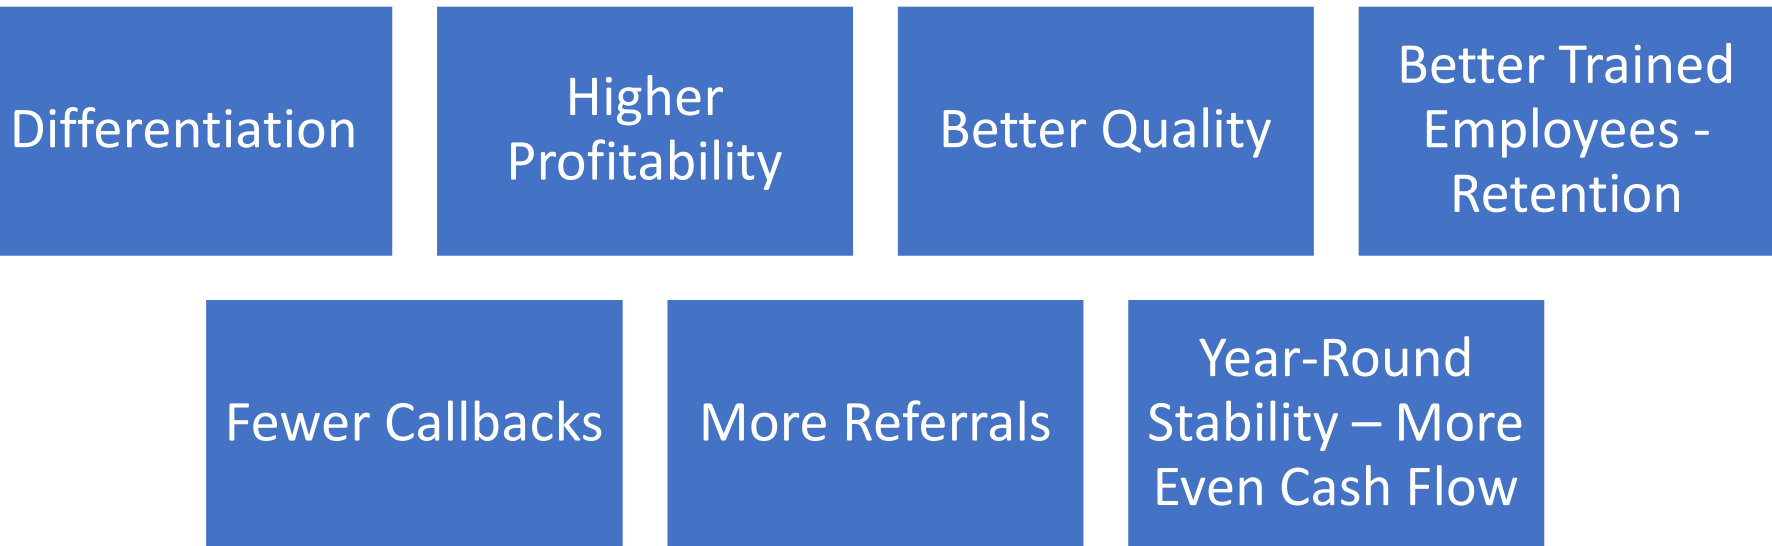 Differentiation
Higher
Profitability
Better Quality
Better Trained
Employees -
Retention
Fewer Callbacks
More Referrals
Year-Round
Stability – More
Even Cash Flow